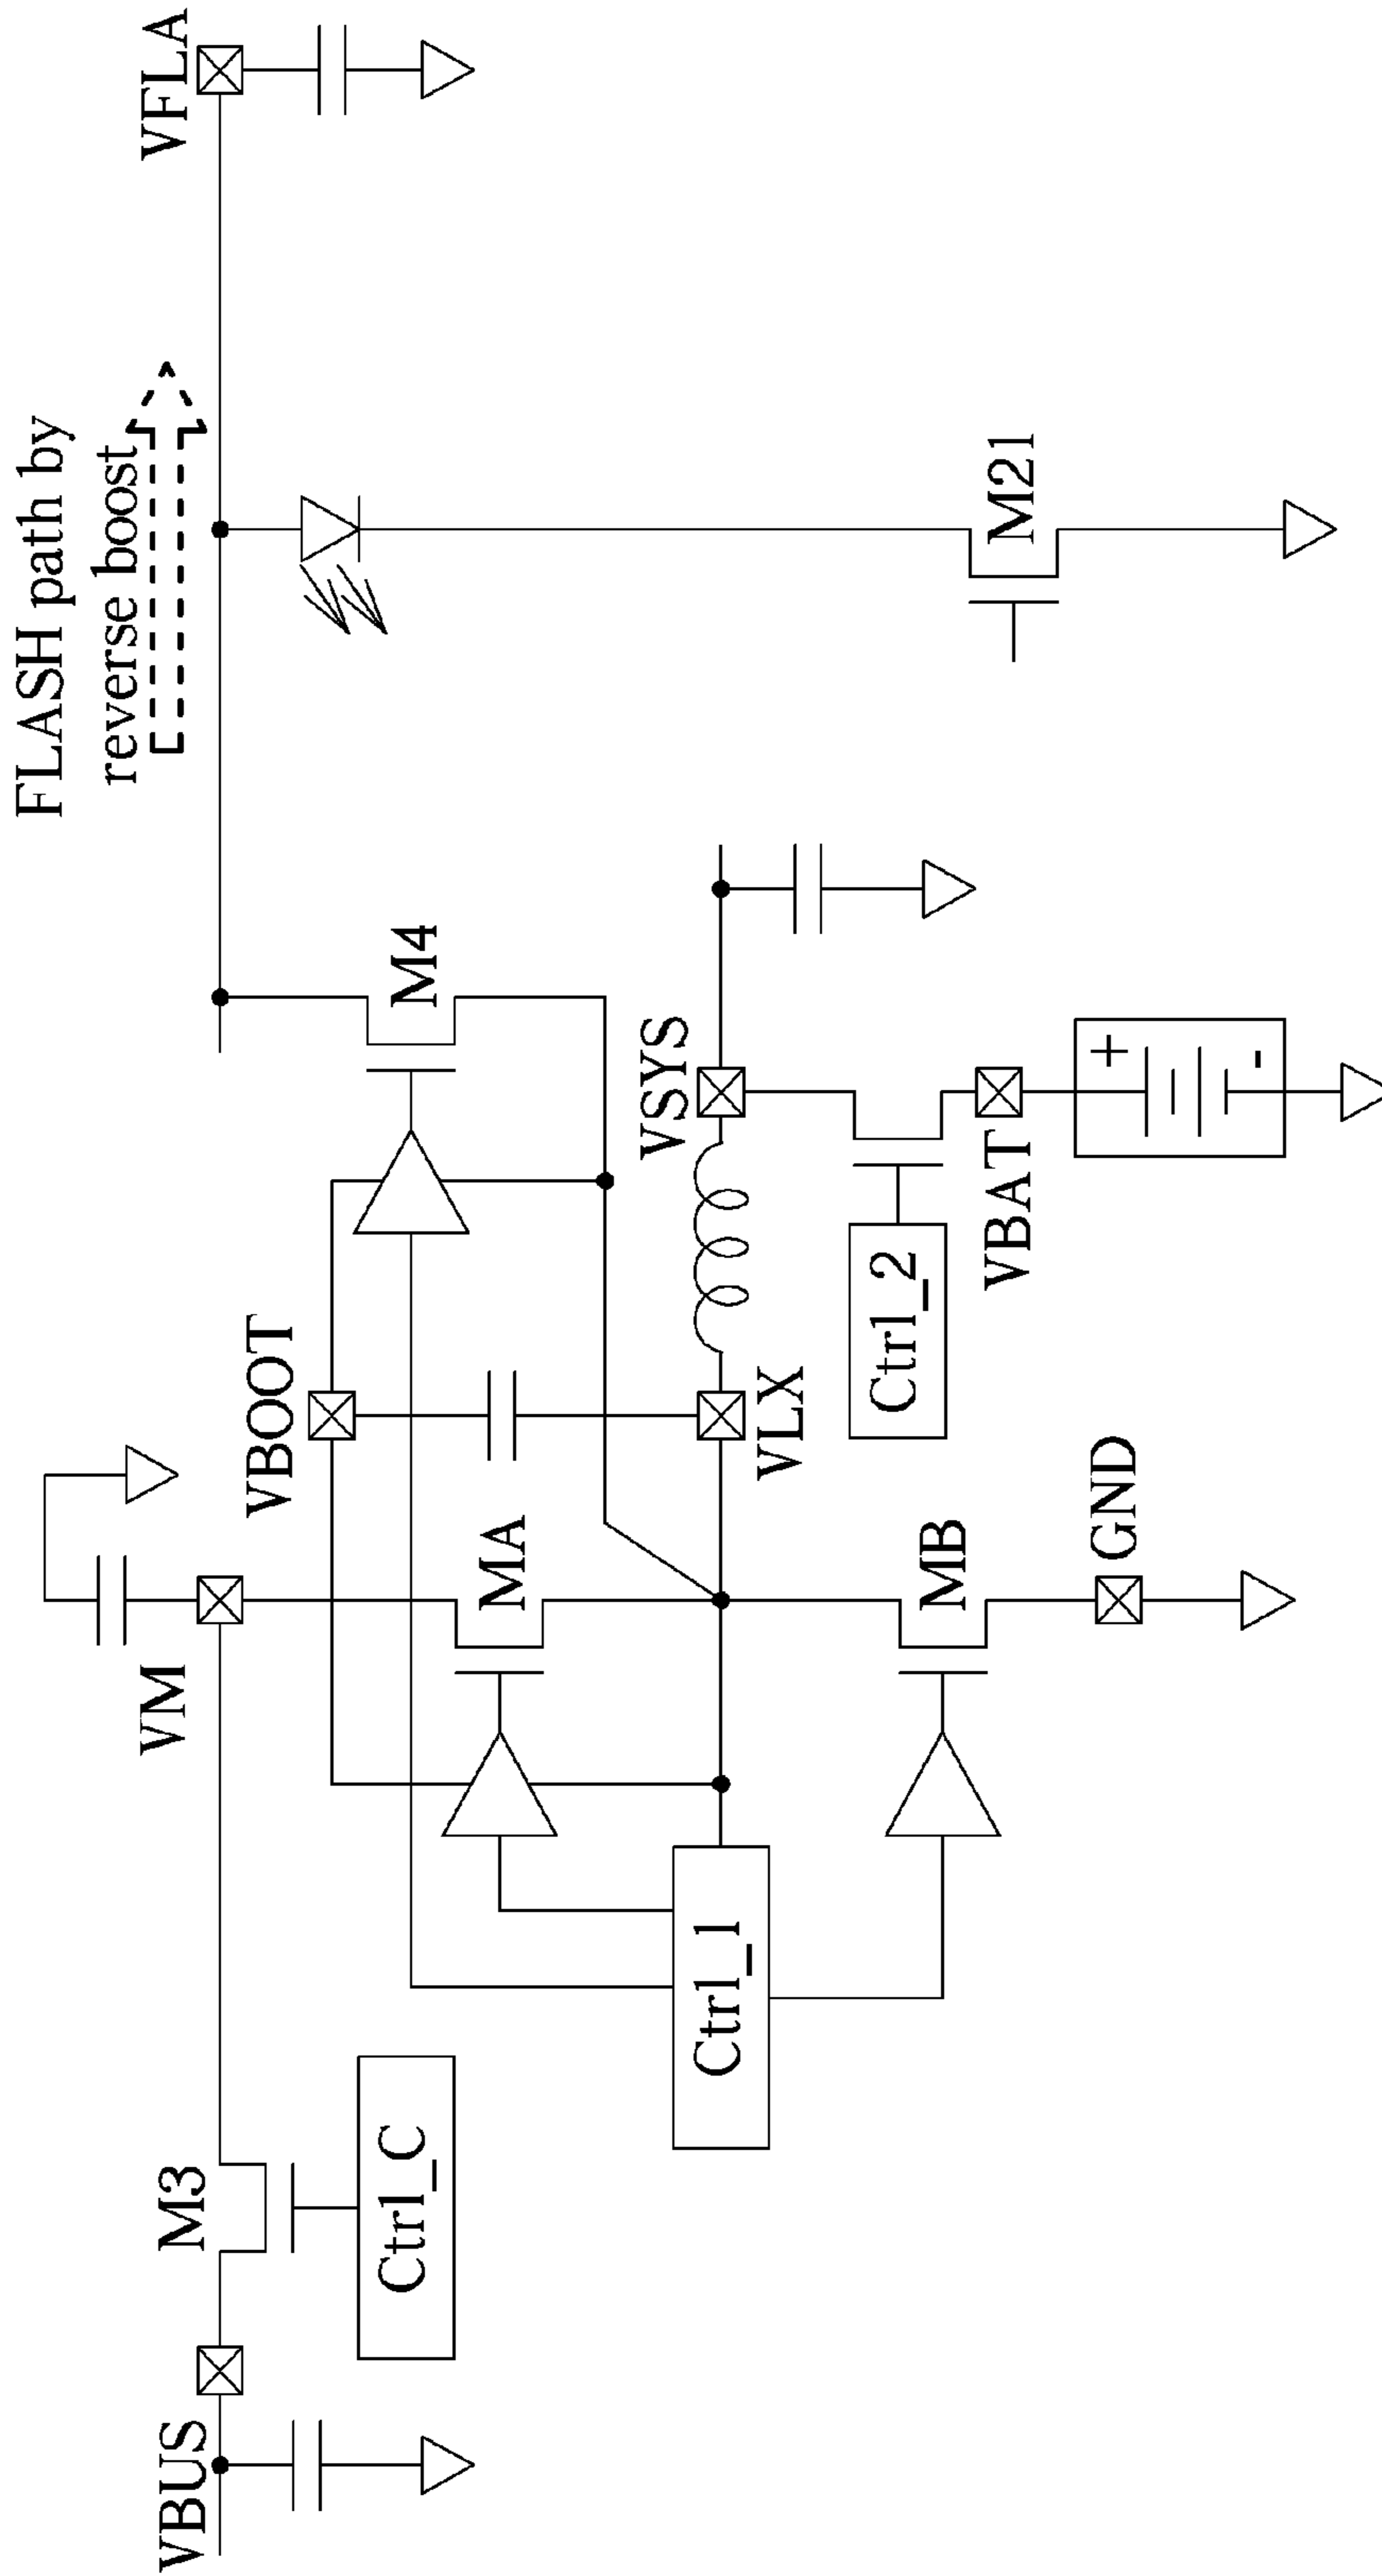 FLASH path by
reverse boost
VBUS
M3
VM
VFLA
VBOOT
Ctrl_C
MA
M4
Ctrl_1
VLX
VSYS
Ctrl_2
MB
M21
VBAT
GND
+
-